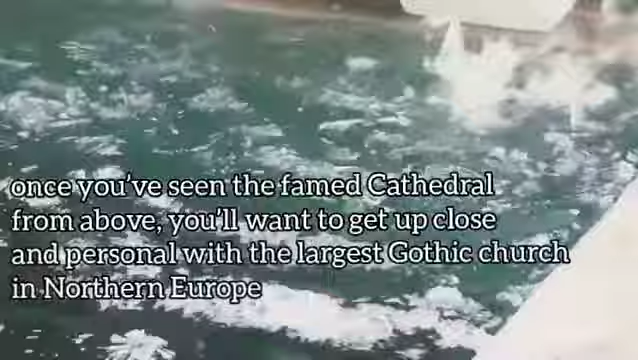 once you've seen the famed Cathedral
from above, you'll want to get up close
and personal with the largest Gothic church
in Northern Europe